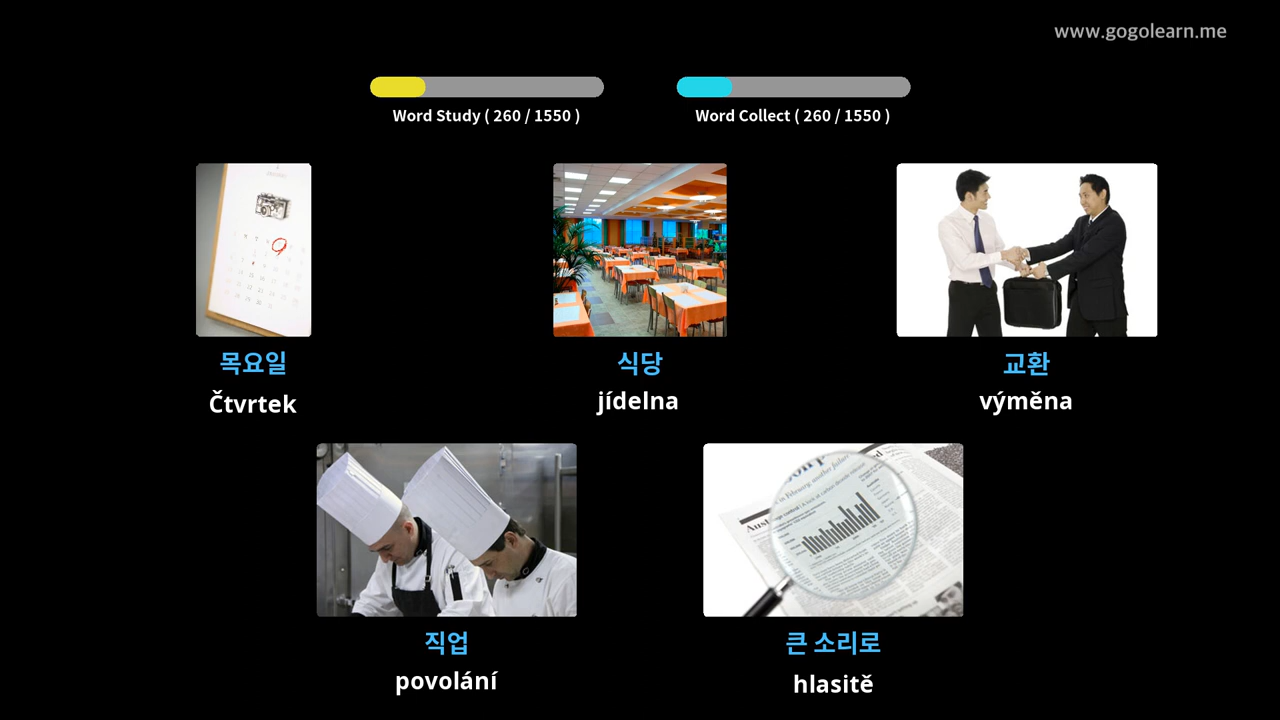 www.gogolearn.me
Word Study ( 260 / 1550 )
Word Collect ( 260 / 1550 )
목요일
Čtvrtek
식당
jídelna
교환
výměna
직업
povolání
큰 소리로
hlasitě